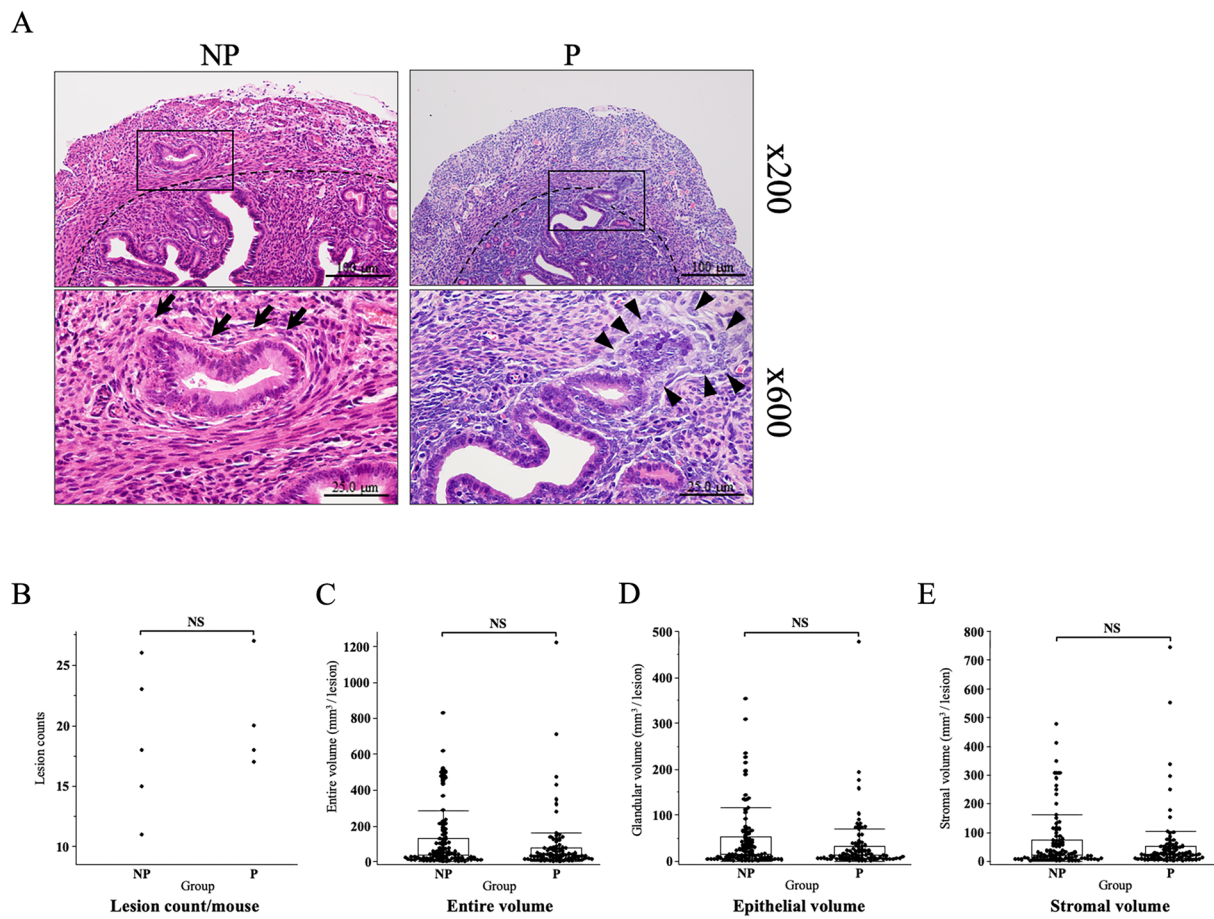 A
NP
P
x200
100 μm
100 μm
x600
25.0 μm
25.0 μm
B
NS
Lesion counts
25
20
15
10
NP
P
Group
Lesion count/mouse
C
NS
Entire volume (mm³ / lesion)
1200
1000
800
600
400
200
0
NP
P
Group
Entire volume
D
NS
Glandular volume (mm³ / lesion)
500
400
300
200
100
50
0
NP
P
Group
Epithelial volume
E
NS
Stromal volume (mm³ / lesion)
800
700
600
500
400
300
200
100
0
NP
P
Group
Stromal volume